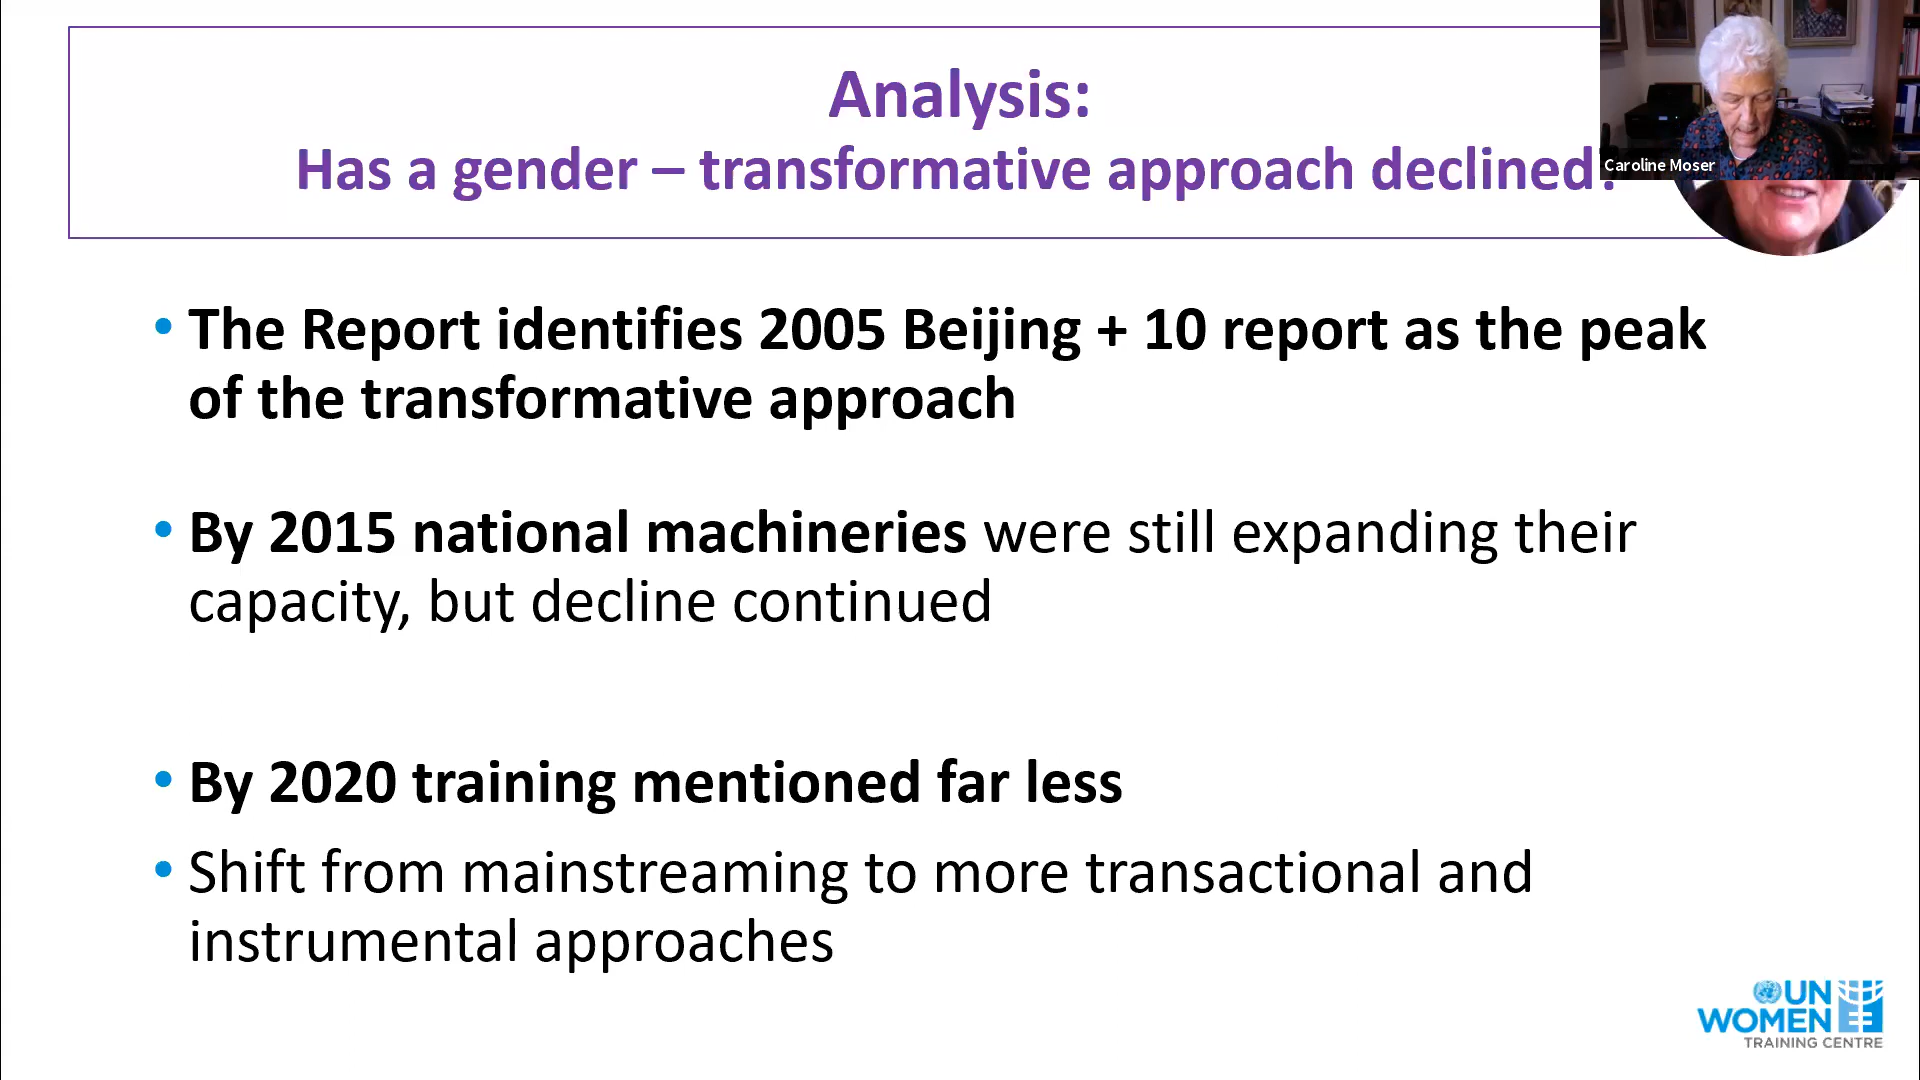 Analysis:
Has a gender – transformative approach declined?
Caroline Moser
• The Report identifies 2005 Beijing + 10 report as the peak
of the transformative approach
• By 2015 national machineries were still expanding their
capacity, but decline continued
• By 2020 training mentioned far less
• Shift from mainstreaming to more transactional and
instrumental approaches
UN
WOMEN
TRAINING CENTRE